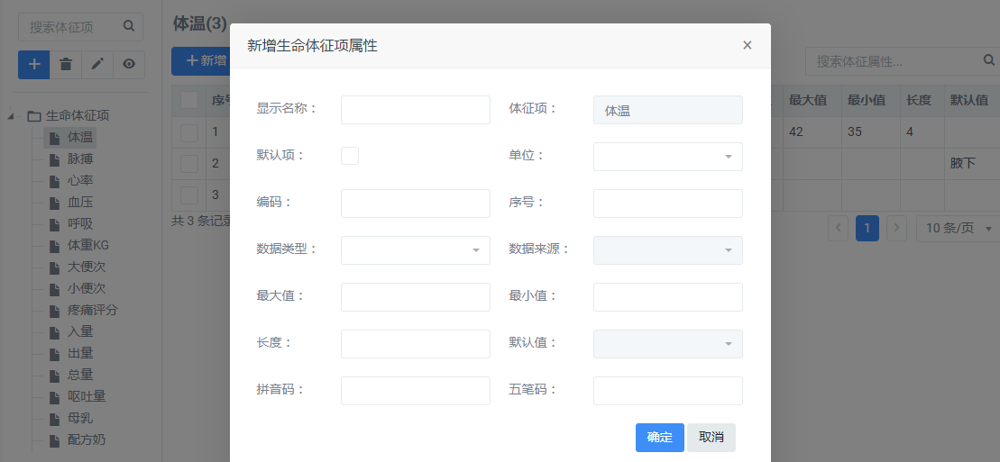 搜索体征项
体温(3)
新增生命体征项属性
×
新增
搜索体征属性...
序号
最大值
最小值
长度
默认值
1
42
35
4
2
腋下
3
共 3 条记录
1
10 条/页
生命体征项
体温
脉搏
心率
血压
呼吸
体重KG
大便次
小便次
疼痛评分
入量
出量
总量
呕吐量
母乳
配方奶
显示名称：
体征项：
体温
默认项：
单位：
编码：
序号：
数据类型：
数据来源：
最大值：
最小值：
长度：
默认值：
拼音码：
五笔码：
确定
取消